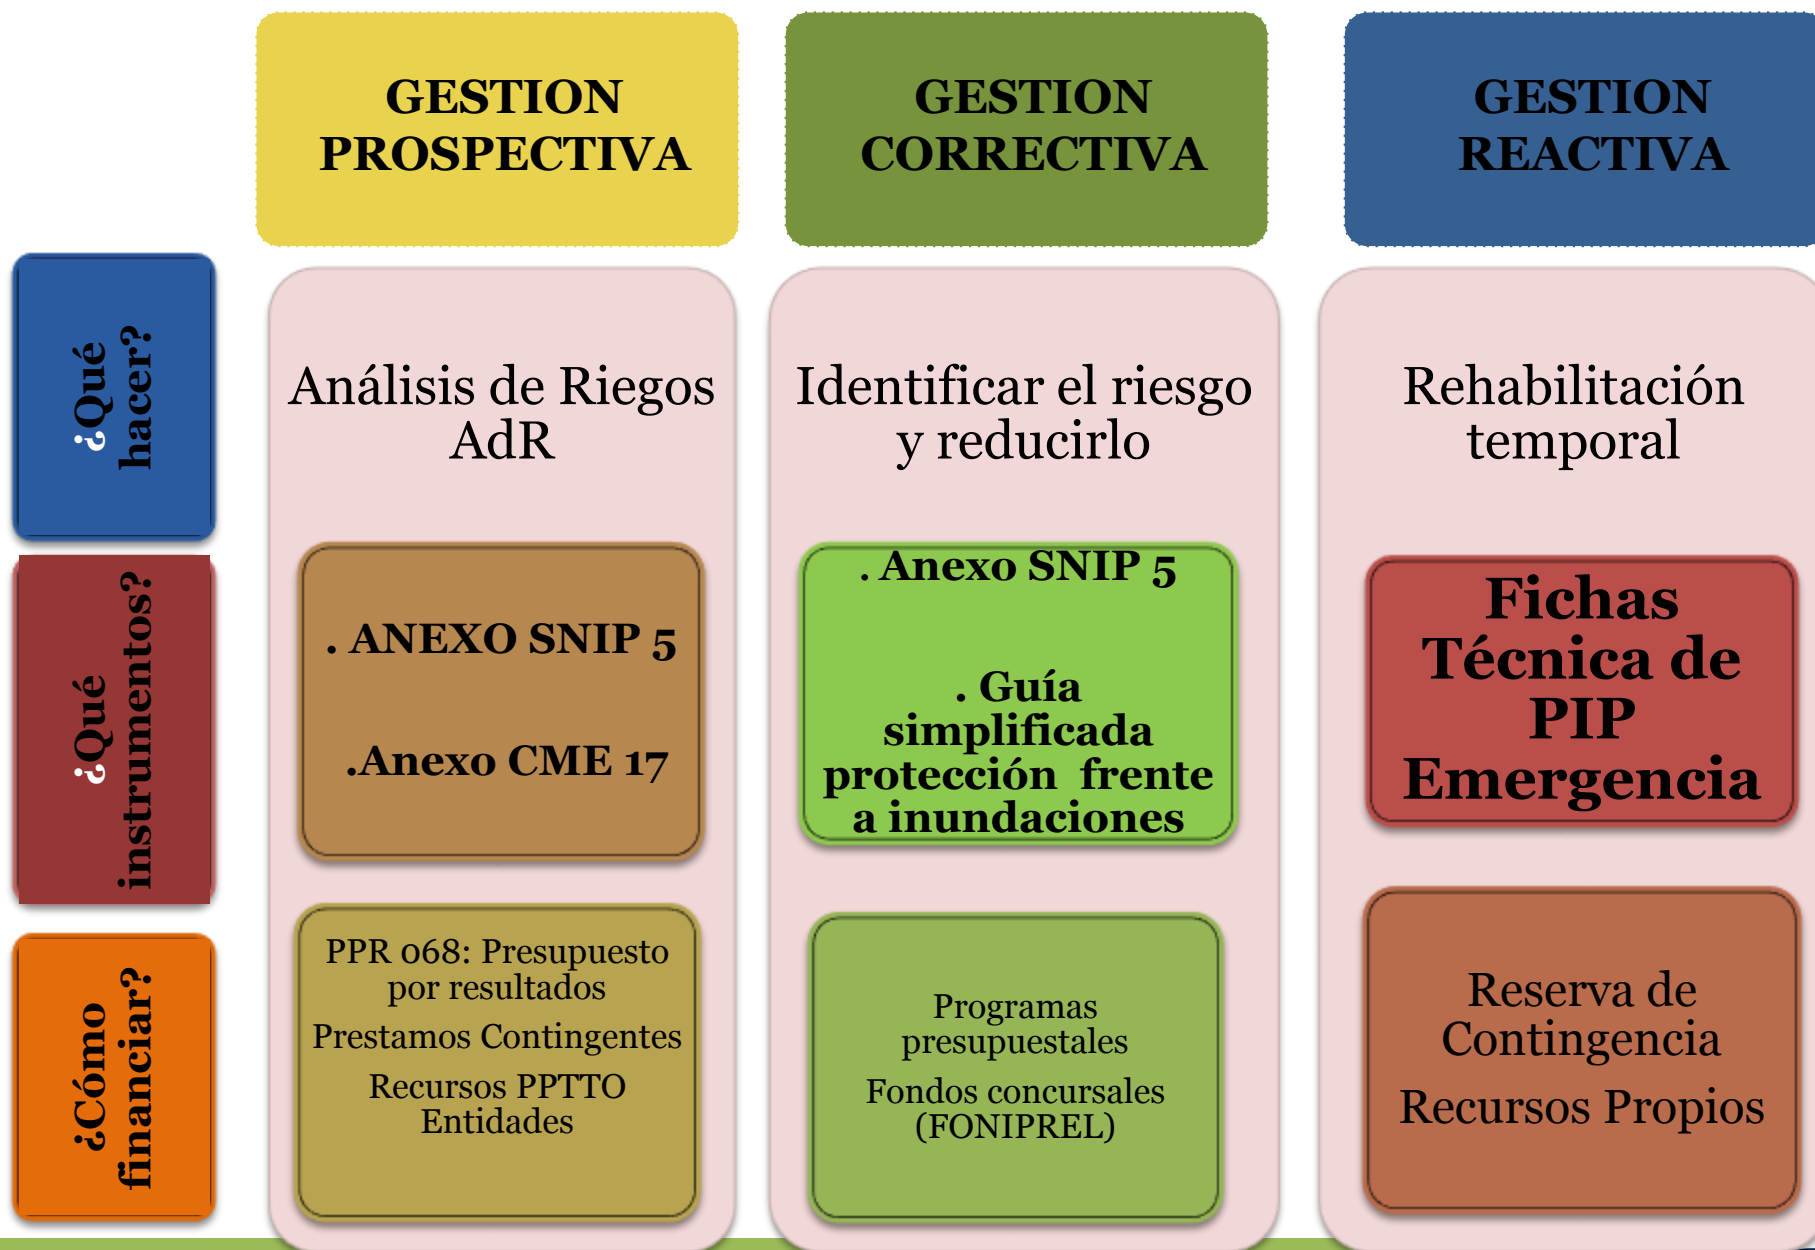 GESTION
PROSPECTIVA
GESTION
CORRECTIVA
GESTION
REACTIVA
¿Qué
hacer?
Análisis de Riegos
AdR
Identificar el riesgo
y reducirlo
Rehabilitación
temporal
¿Qué
instrumentos?
. ANEXO SNIP 5
.Anexo CME 17
. Anexo SNIP 5
. Guía
simplificada
protección frente
a inundaciones
Fichas
Técnica de
PIP
Emergencia
¿Cómo
financiar?
PPR 068: Presupuesto
por resultados
Prestamos Contingentes
Recursos PPTTO
Entidades
Programas
presupuestales
Fondos concursales
(FONIPREL)
Reserva de
Contingencia
Recursos Propios